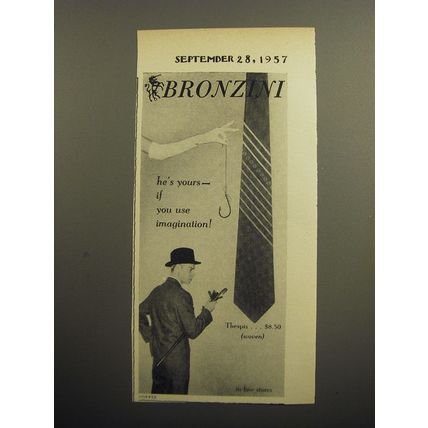 SEPTEMBER 28, 1957
BRONZINI
he's yours—
if
you use
imagination!
Thespis . . . $8.50
(woven)
in fine stores